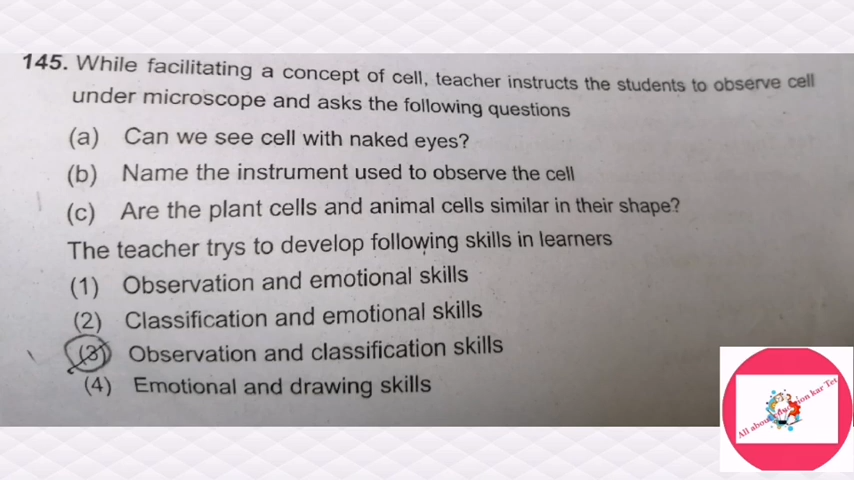 145. While facilitating a concept of cell, teacher instructs the students to observe cell
under microscope and asks the following questions
(a) Can we see cell with naked eyes?
(b) Name the instrument used to observe the cell
(c) Are the plant cells and animal cells similar in their shape?
The teacher trys to develop following skills in learners
(1) Observation and emotional skills
(2) Classification and emotional skills
(3) Observation and classification skills
(4) Emotional and drawing skills
All about kar Tet